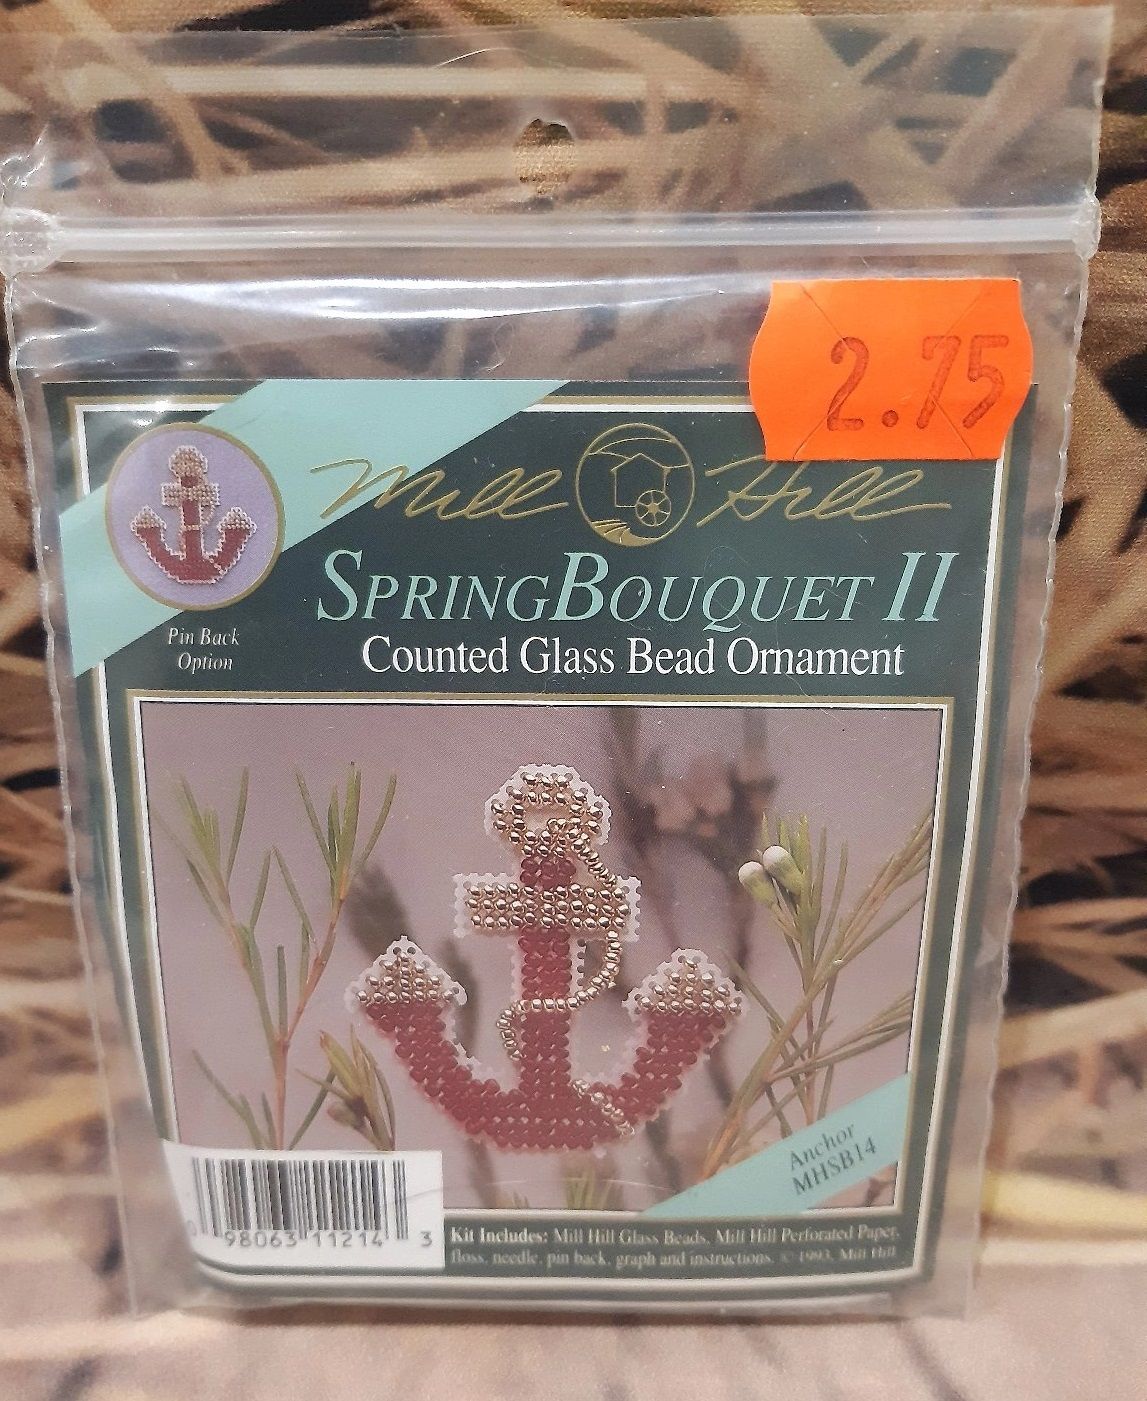 2.75
Mill Hill
SPRINGBOUQUET II
Counted Glass Bead Ornament
Pin Back
Option
Anchor
MHSB14
0 98063 11214 3
Kit Includes: Mill Hill Glass Beads, Mill Hill Perforated Paper,
floss, needle, pin back, graph and instructions. © 1993, Mill Hill